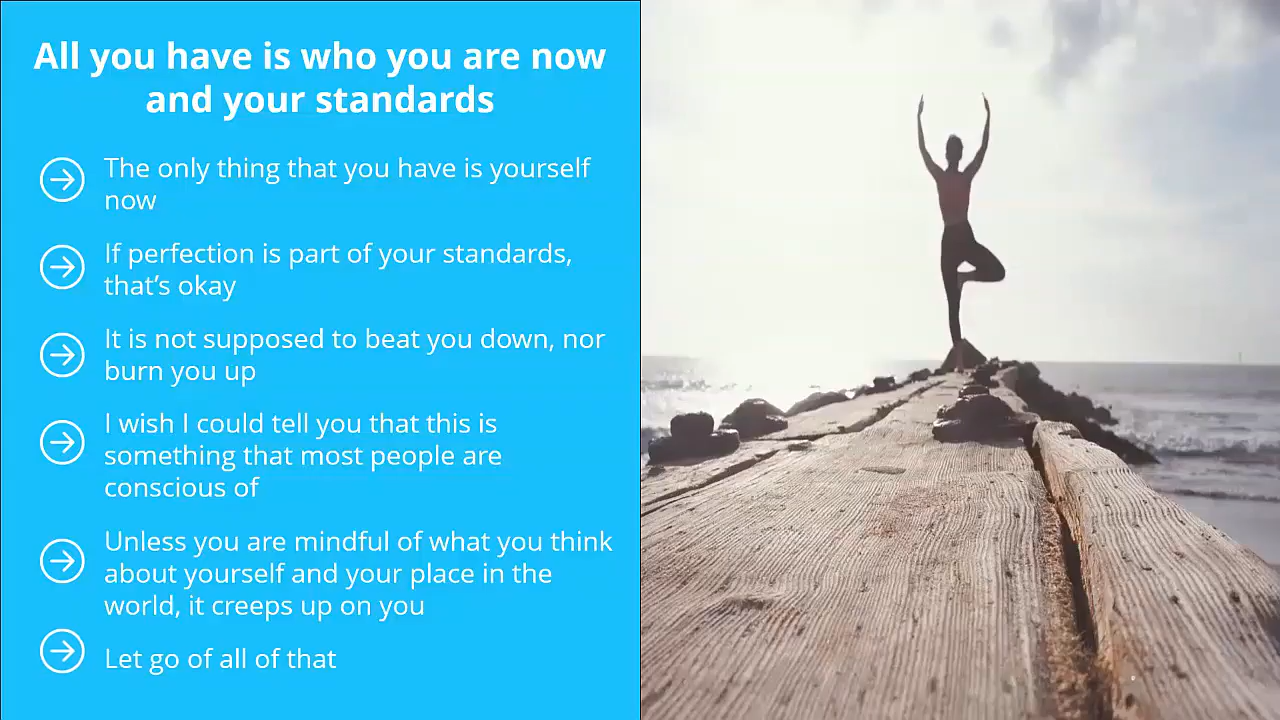 All you have is who you are now
and your standards
The only thing that you have is yourself
now
If perfection is part of your standards,
that’s okay
It is not supposed to beat you down, nor
burn you up
I wish I could tell you that this is
something that most people are
conscious of
Unless you are mindful of what you think
about yourself and your place in the
world, it creeps up on you
Let go of all of that